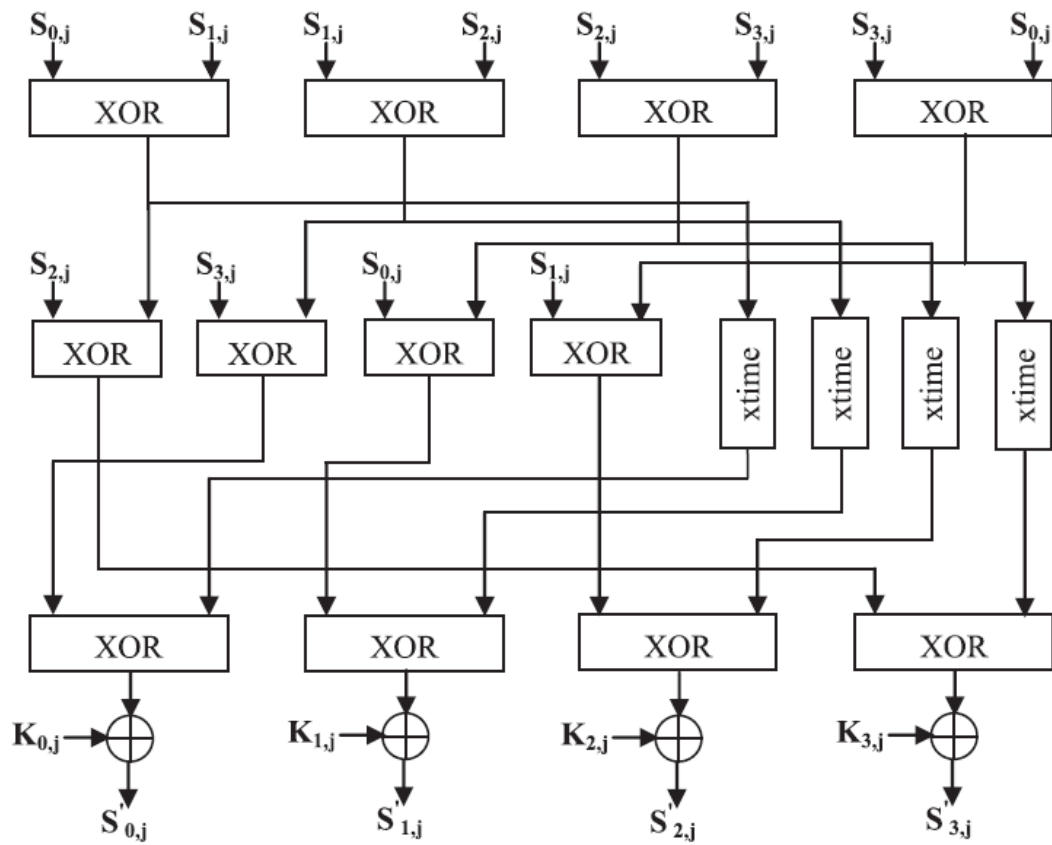 S0,j S1,j S1,j S2,j S2,j S3,j S3,j S0,j
XOR XOR XOR XOR
S2,j S3,j S0,j S1,j
XOR XOR XOR XOR xtime xtime xtime xtime
XOR XOR XOR XOR
K0,j K1,j K2,j K3,j
S'0,j S'1,j S'2,j S'3,j